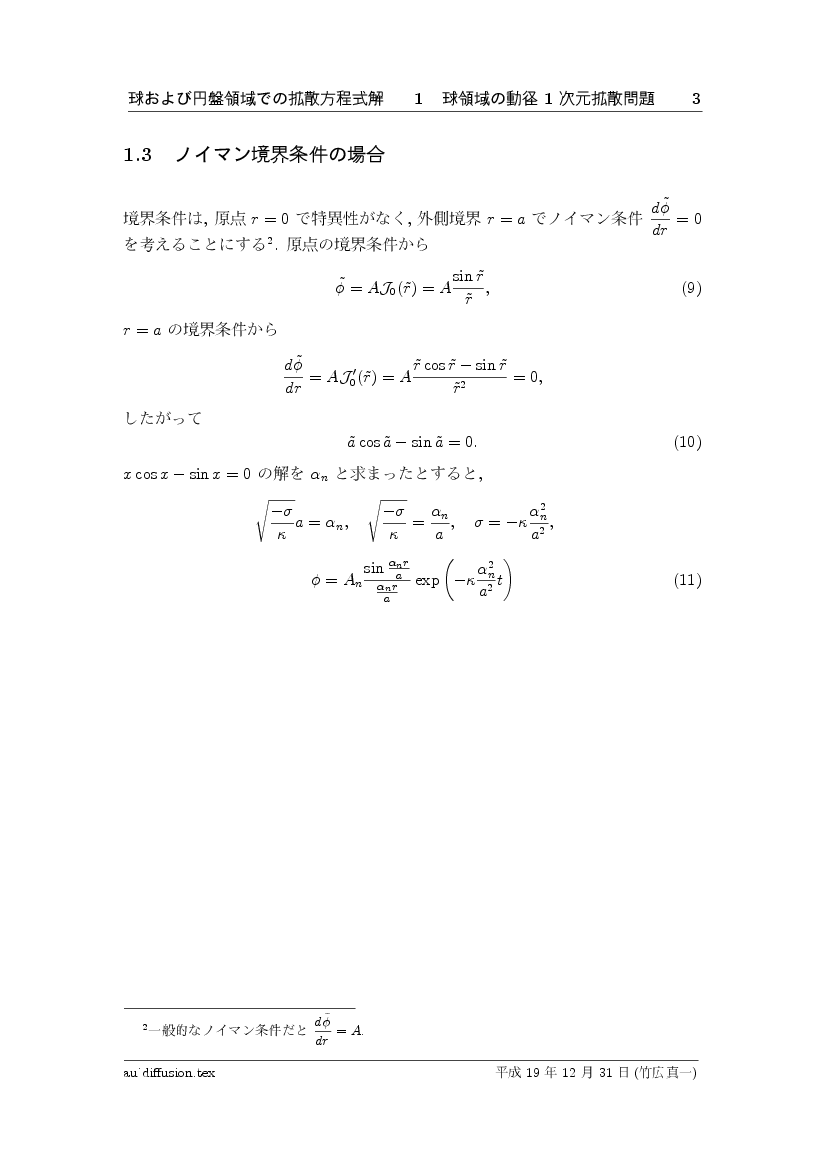 球および円盤領域での拡散方程式解 1 球領域の動径 1 次元拡散問題 3
1.3 ノイマン境界条件の場合
境界条件は, 原点 r = 0 で特異性がなく, 外側境界 r = a でノイマン条件 \frac{d\tilde{\phi}}{dr} = 0
を考えることにする². 原点の境界条件から
\tilde{\phi} = A\mathcal{J}_0(\tilde{r}) = A\frac{\sin \tilde{r}}{\tilde{r}}, (9)
r = a の境界条件から
\frac{d\tilde{\phi}}{dr} = A\mathcal{J}_0'(\tilde{r}) = A\frac{\tilde{r}\cos \tilde{r} - \sin \tilde{r}}{\tilde{r}^2} = 0,
したがって
\tilde{a}\cos \tilde{a} - \sin \tilde{a} = 0. (10)
x cos x − sin x = 0 の解を α_n と求まったとすると,
\sqrt{\frac{-\sigma}{\kappa}}a = \alpha_n, \sqrt{\frac{-\sigma}{\kappa}} = \frac{\alpha_n}{a}, \sigma = -\kappa\frac{\alpha_n^2}{a^2},
\phi = A_n\frac{\sin\frac{\alpha_n r}{a}}{\frac{\alpha_n r}{a}}\exp\left(-\kappa\frac{\alpha_n^2}{a^2}t\right) (11)
²一般的なノイマン条件だと \frac{d\tilde{\phi}}{dr} = A.
au˙diffusion.tex 平成 19 年 12 月 31 日 (竹広真一)